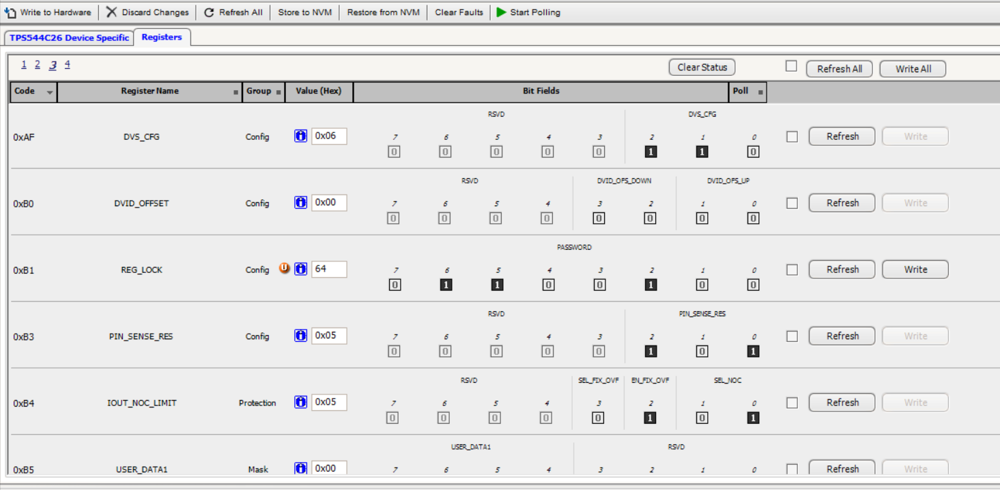 Write to Hardware Discard Changes Refresh All Store to NVM Restore from NVM Clear Faults Start Polling
TPS544C26 Device Specific Registers
1 2 3 4 Clear Status Refresh All Write All
Code Register Name Group Value (Hex) Bit Fields Poll
RSVD DVS_CFG
0xAF DVS_CFG Config 0x06 7 6 5 4 3 2 1 0 Refresh Write
0 0 0 0 0 1 1 0
RSVD DVID_OFS_DOWN DVID_OFS_UP
0xB0 DVID_OFFSET Config 0x00 7 6 5 4 3 2 1 0 Refresh Write
0 0 0 0 0 0 0 0
PASSWORD
0xB1 REG_LOCK Config U 64 7 6 5 4 3 2 1 0 Refresh Write
0 1 1 0 0 1 0 0
RSVD PIN_SENSE_RES
0xB3 PIN_SENSE_RES Config 0x05 7 6 5 4 3 2 1 0 Refresh Write
0 0 0 0 0 1 0 1
RSVD SEL_FIX_OVF EN_FIX_OVF SEL_NOC
0xB4 IOUT_NOC_LIMIT Protection 0x05 7 6 5 4 3 2 1 0 Refresh Write
0 0 0 0 0 1 0 1
USER_DATA1 RSVD
0xB5 USER_DATA1 Mask 0x00 7 6 5 4 3 2 1 0 Refresh Write